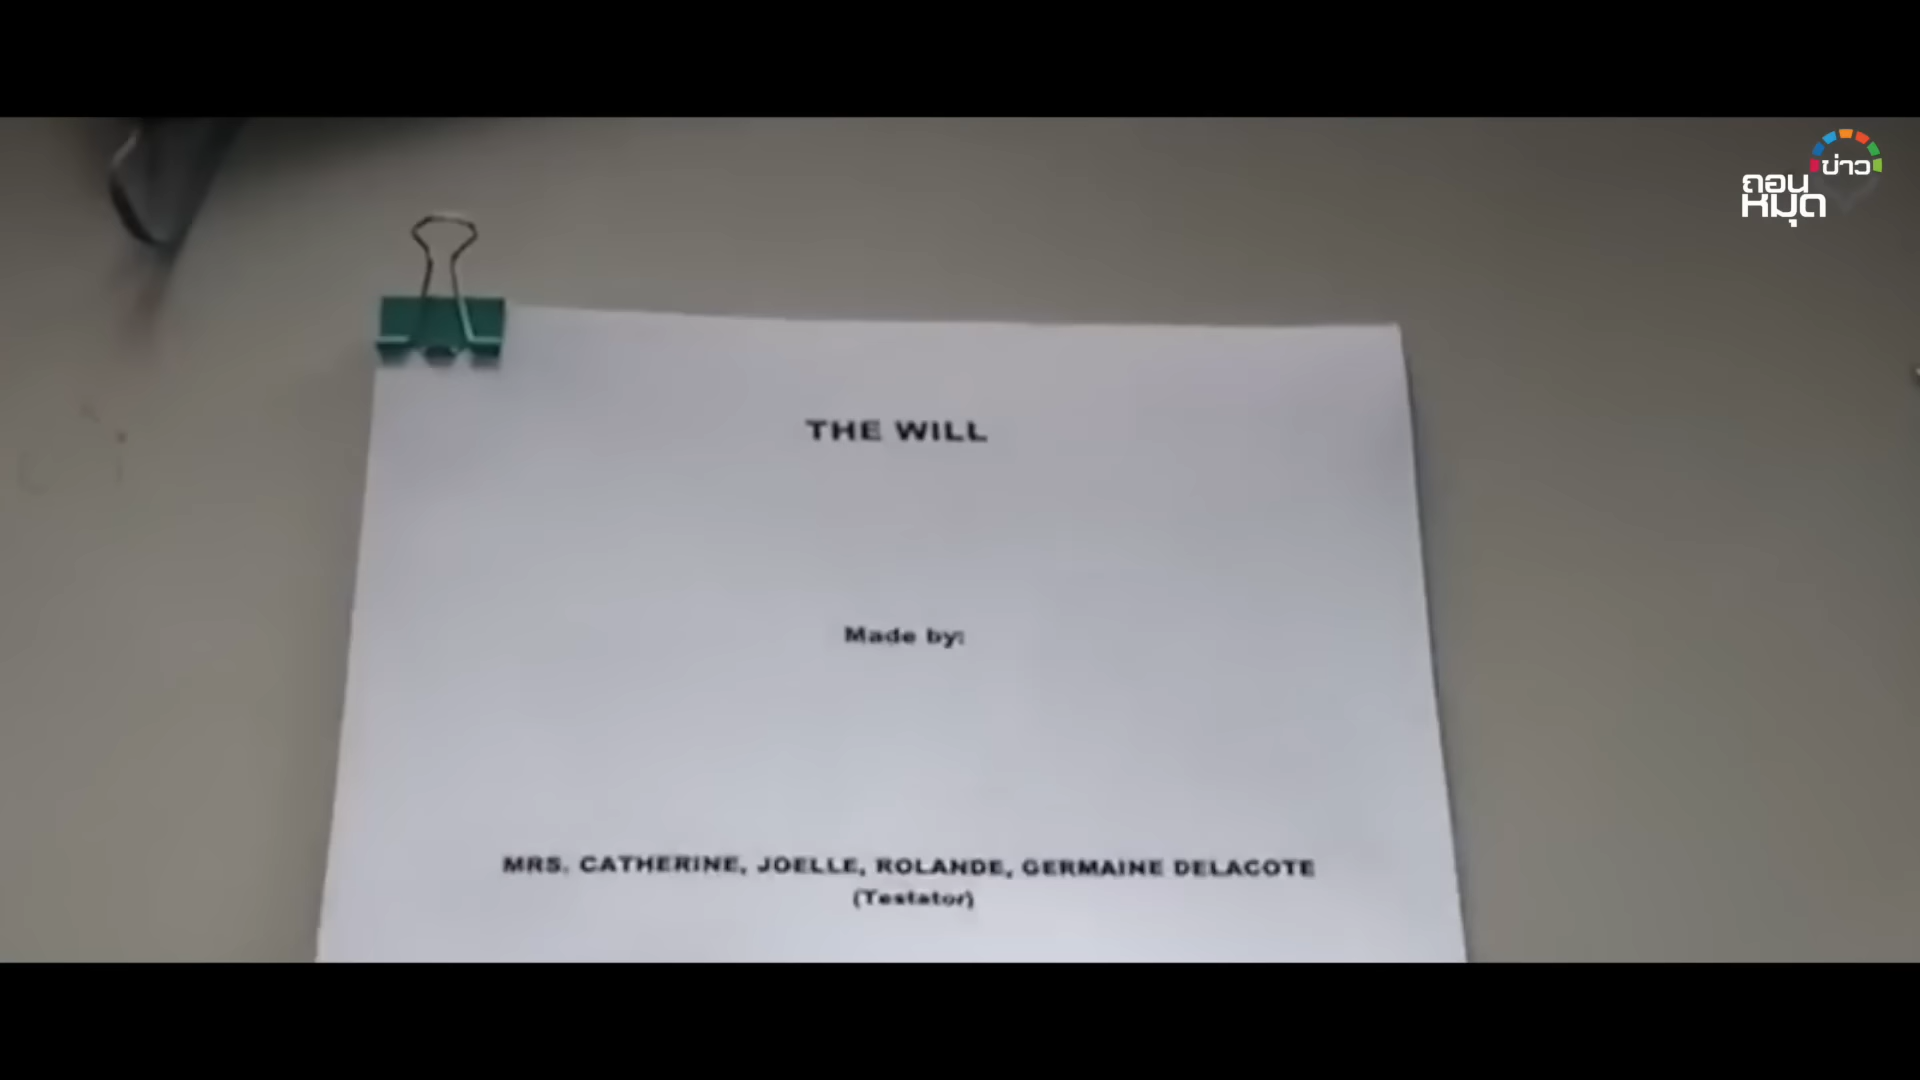 ถอน
หมุด
ข่าว
THE WILL
Made by:
MRS. CATHERINE, JOELLE, ROLANDE, GERMAINE DELACOTE
(Testator)